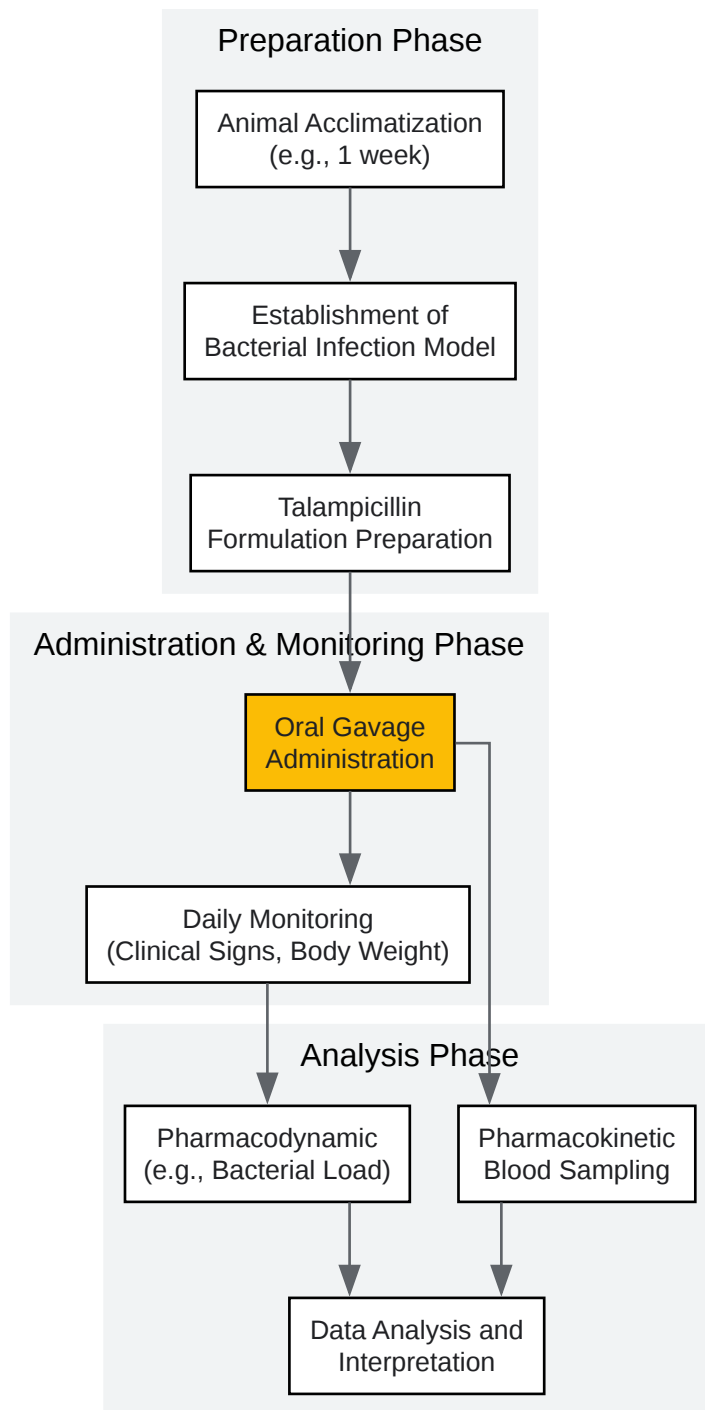 Preparation Phase
Animal Acclimatization
(e.g., 1 week)
Establishment of
Bacterial Infection Model
Talampicillin
Formulation Preparation
Administration & Monitoring Phase
Oral Gavage
Administration
Daily Monitoring
(Clinical Signs, Body Weight)
Analysis Phase
Pharmacodynamic
(e.g., Bacterial Load)
Pharmacokinetic
Blood Sampling
Data Analysis and
Interpretation